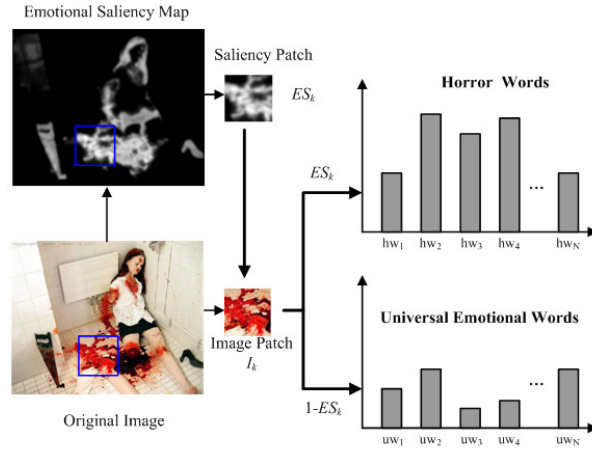 Emotional Saliency Map
Saliency Patch
ES_k
Horror Words
ES_k
...
hw_1 hw_2 hw_3 hw_4 hw_N
Image Patch
I_k
Universal Emotional Words
...
1-ES_k
uw_1 uw_2 uw_3 uw_4 uw_N
Original Image